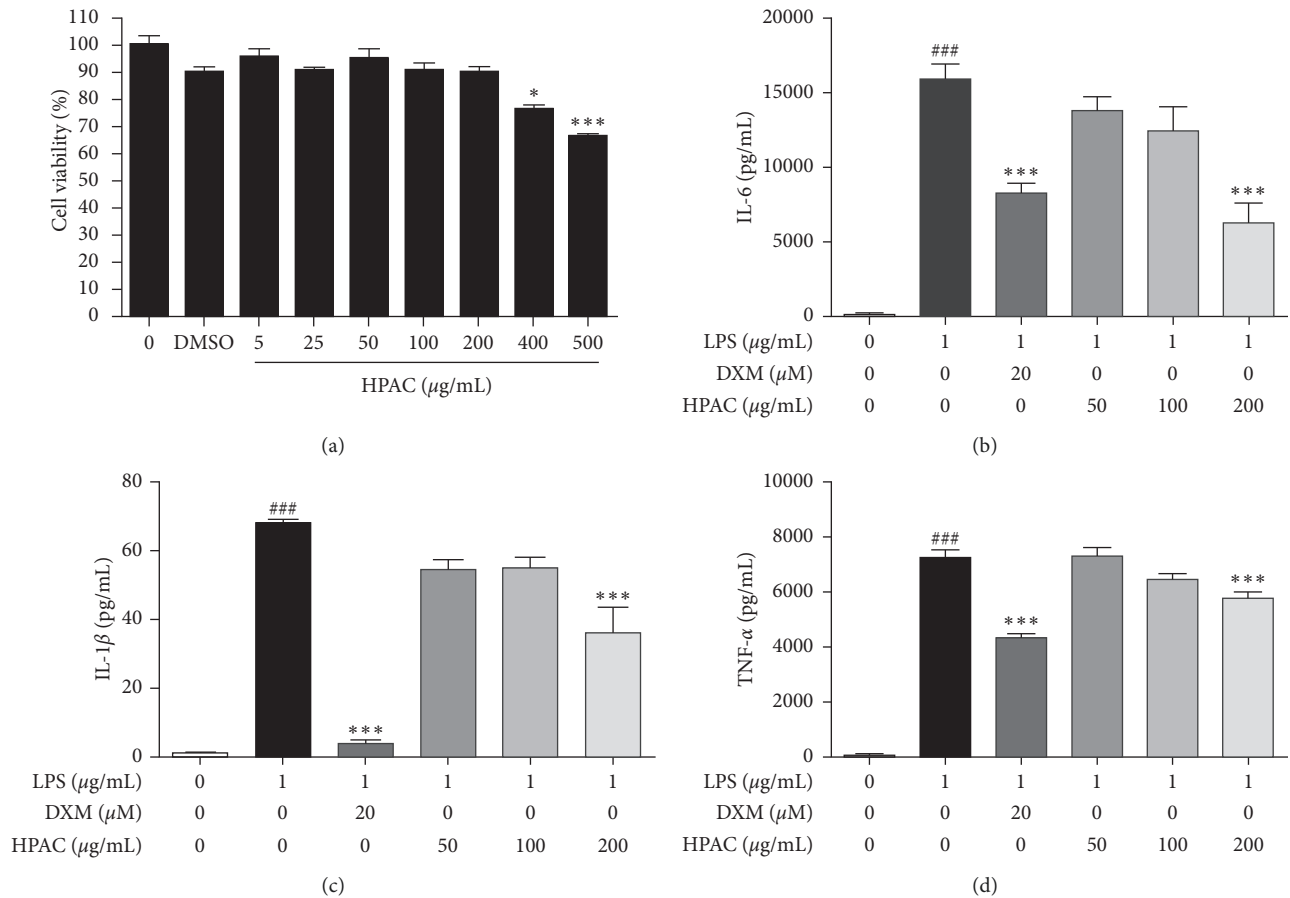 110
100
90
80
70
60
50
40
30
20
10
0
Cell viability (%)
*
***
0 DMSO 5 25 50 100 200 400 500
HPAC (μg/mL)
(a)
20000
15000
10000
5000
0
IL-6 (pg/mL)
###
***
***
LPS (μg/mL) 0 1 1 1 1 1
DXM (μM) 0 0 20 0 0 0
HPAC (μg/mL) 0 0 0 50 100 200
(b)
80
60
40
20
0
IL-1β (pg/mL)
###
***
***
LPS (μg/mL) 0 1 1 1 1 1
DXM (μM) 0 0 20 0 0 0
HPAC (μg/mL) 0 0 0 50 100 200
(c)
10000
8000
6000
4000
2000
0
TNF-α (pg/mL)
###
***
***
LPS (μg/mL) 0 1 1 1 1 1
DXM (μM) 0 0 20 0 0 0
HPAC (μg/mL) 0 0 0 50 100 200
(d)